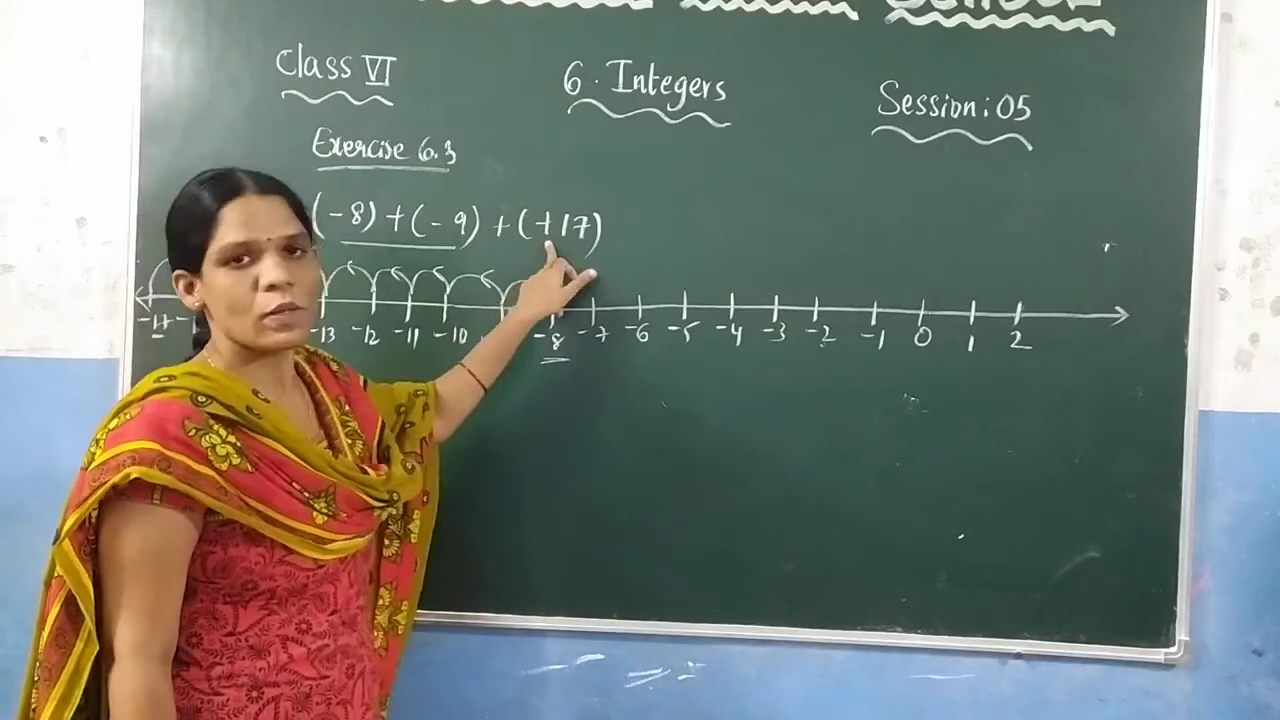 Class VI
6. Integers
Session: 05
Exercise 6.3
(-8) + (-9) + (+17)
-17 -13 -12 -11 -10 -8 -7 -6 -5 -4 -3 -2 -1 0 1 2